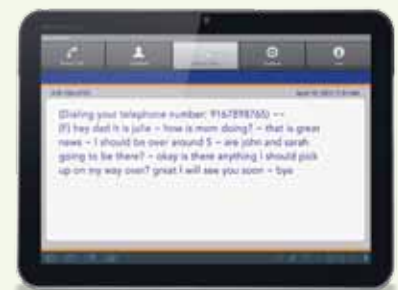 (Dialing your telephone number: 9167898765) ~~
(F) hey dad it is julie ~ how is mom doing? ~ that is great
news ~ I should be over around 5 ~ are john and sarah
going to be there? ~ okay is there anything I should pick
up on my way over? great I will see you soon ~ bye